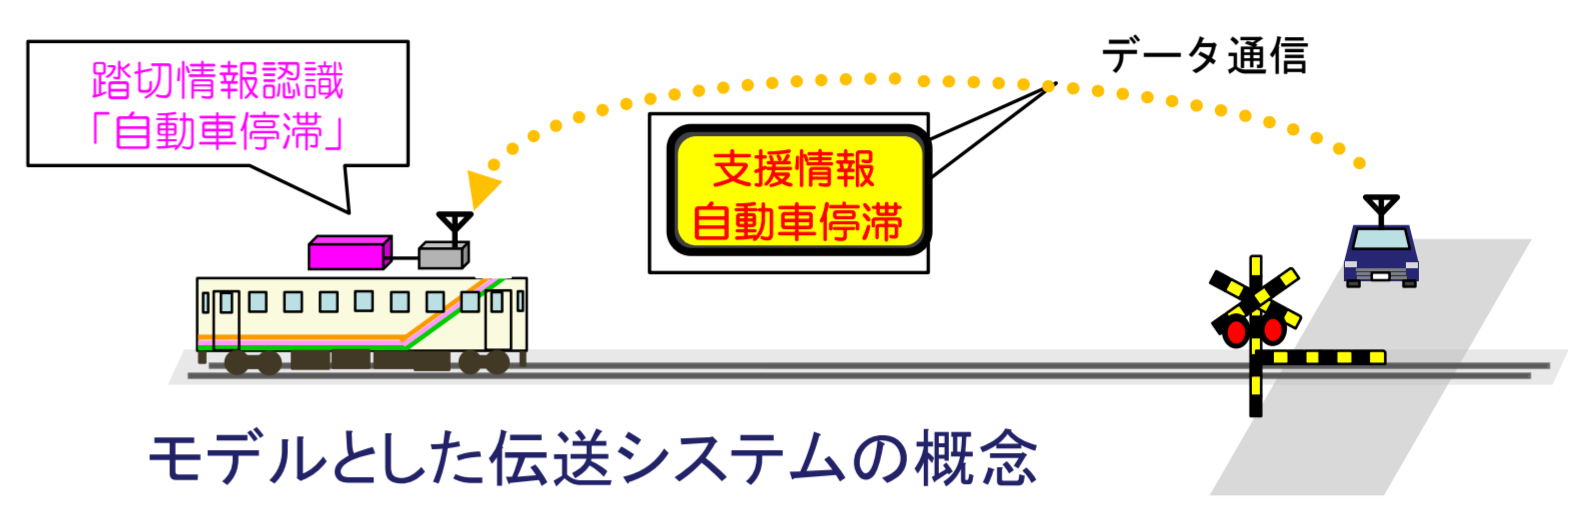 踏切情報認識
「自動車停滞」
データ通信
支援情報
自動車停滞
モデルとした伝送システムの概念